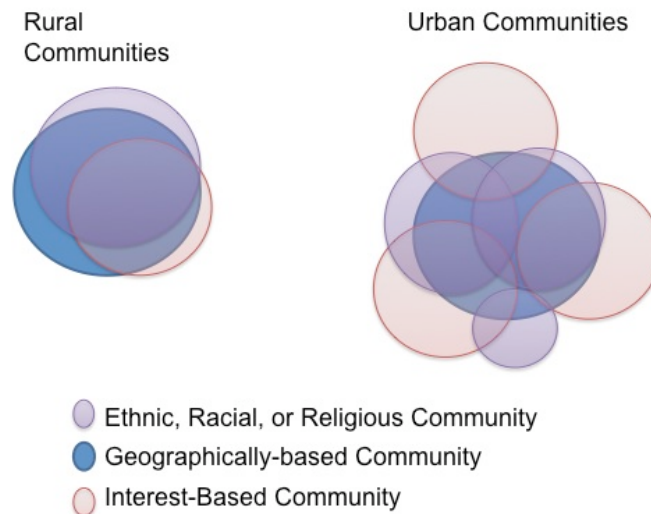 Rural
Communities
Urban Communities
Ethnic, Racial, or Religious Community
Geographically-based Community
Interest-Based Community